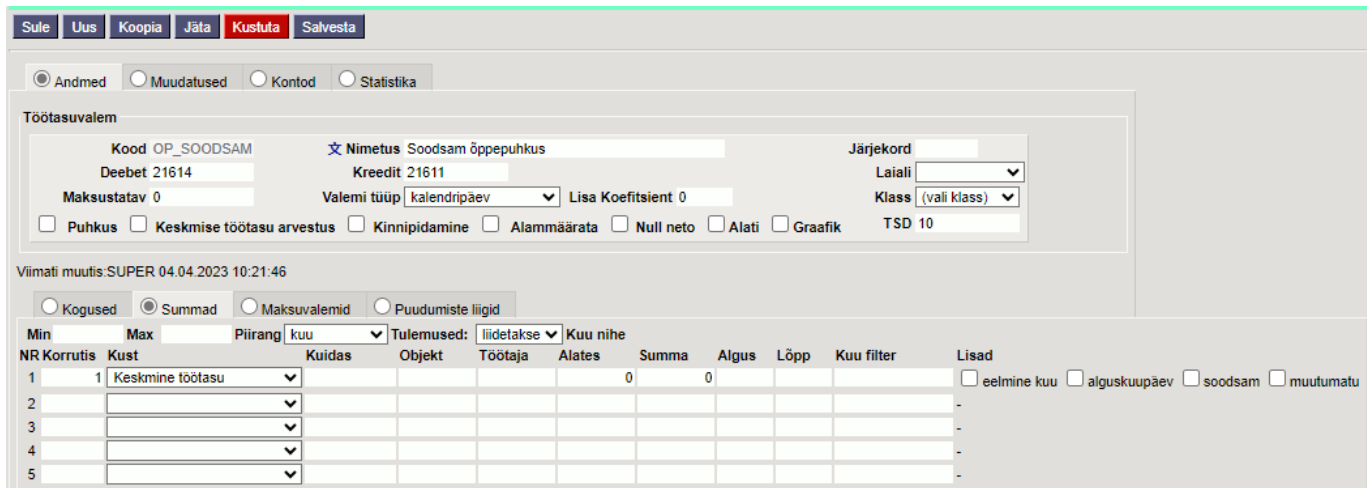 Sule Uus Koopia Jäta Kustuta Salvesta
Andmed Muudatused Kontod Statistika
Töötasuvalem
Kood OP_SOODSAM 文 Nimetus Soodsam õppepuhkus Järjekord
Deebet 21614 Kreedit 21611 Laiali
Maksustatav 0 Valemi tüüp kalendripäev Lisa Koefitsient 0 Klass (vali klass)
Puhkus Keskmise töötasu arvestus Kinnipidamine Alammäärata Null neto Alati Graafik TSD 10
Viimati muutis:SUPER 04.04.2023 10:21:46
Kogused Summad Maksuvalemid Puudumiste liigid
Min Max Piirang kuu Tulemused: liidetakse Kuu nihe
NR Korrutis Kust Kuidas Objekt Töötaja Alates Summa Algus Lõpp Kuu filter Lisad
1 1 Keskmine töötasu 0 0 eelmine kuu alguskuupäev soodsam muutumatu
2 -
3 -
4 -
5 -